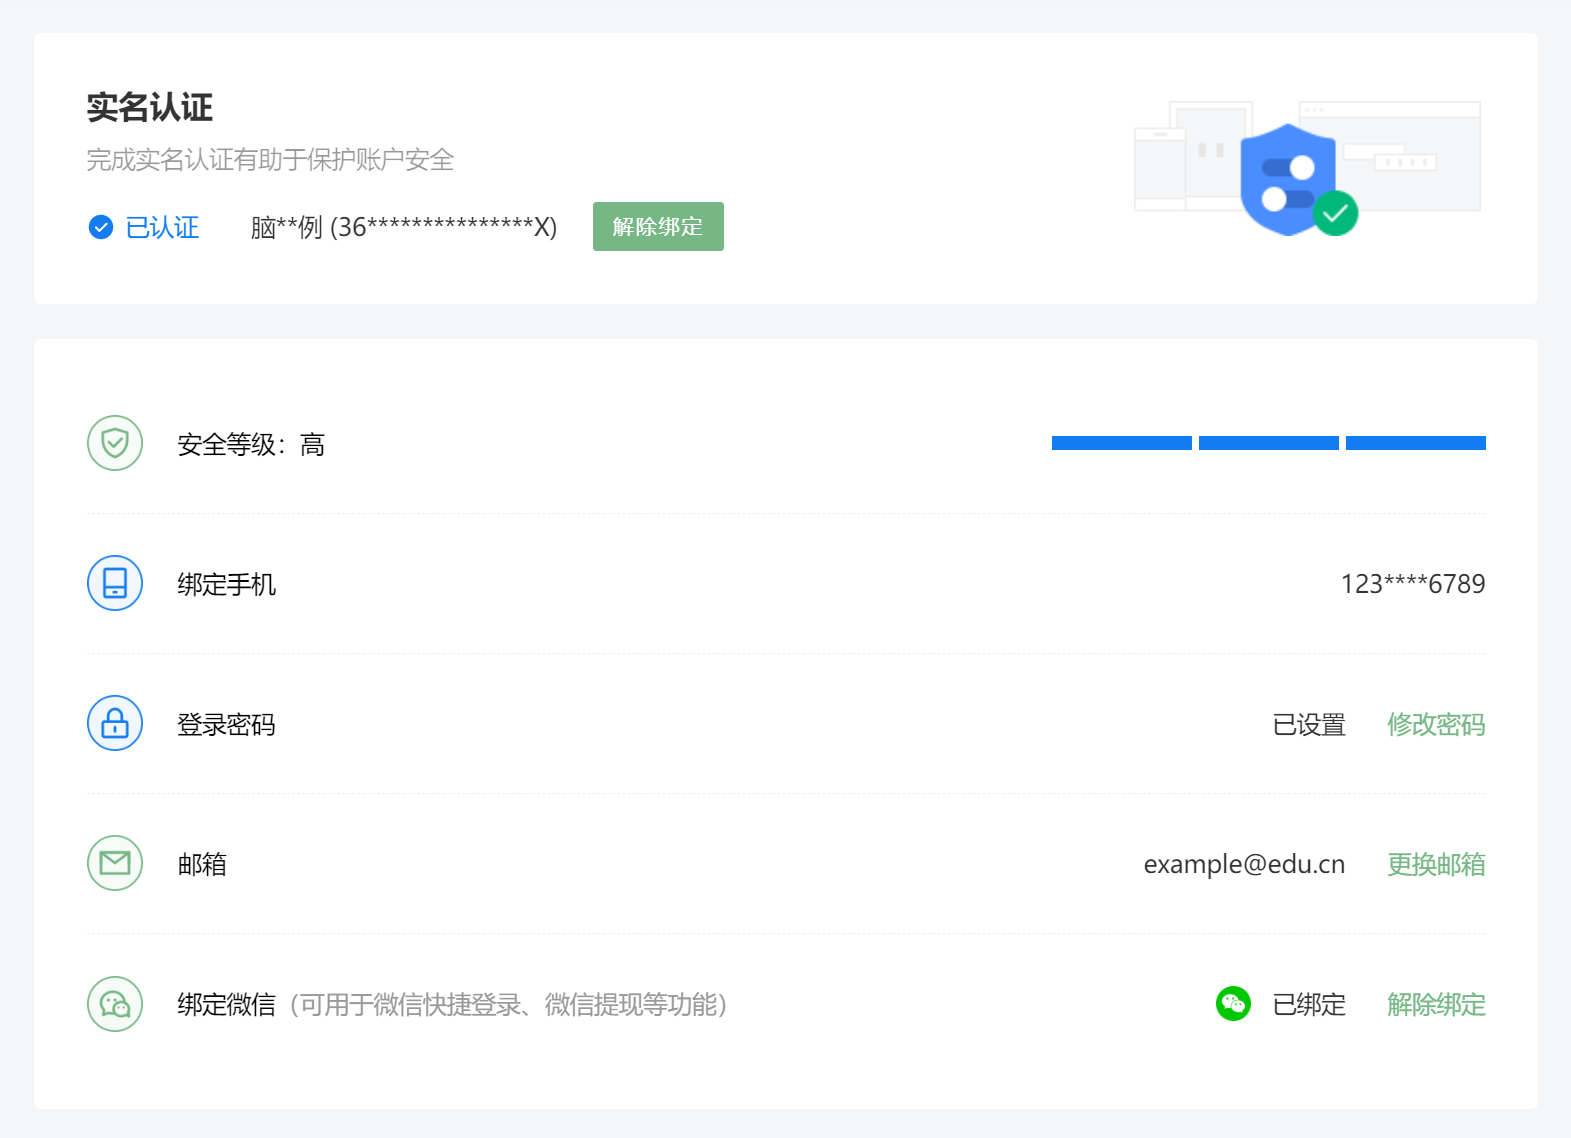 实名认证
完成实名认证有助于保护账户安全
已认证 脑**例 (36***************X) 解除绑定
安全等级：高
绑定手机 123****6789
登录密码 已设置 修改密码
邮箱 example@edu.cn 更换邮箱
绑定微信（可用于微信快捷登录、微信提现等功能） 已绑定 解除绑定